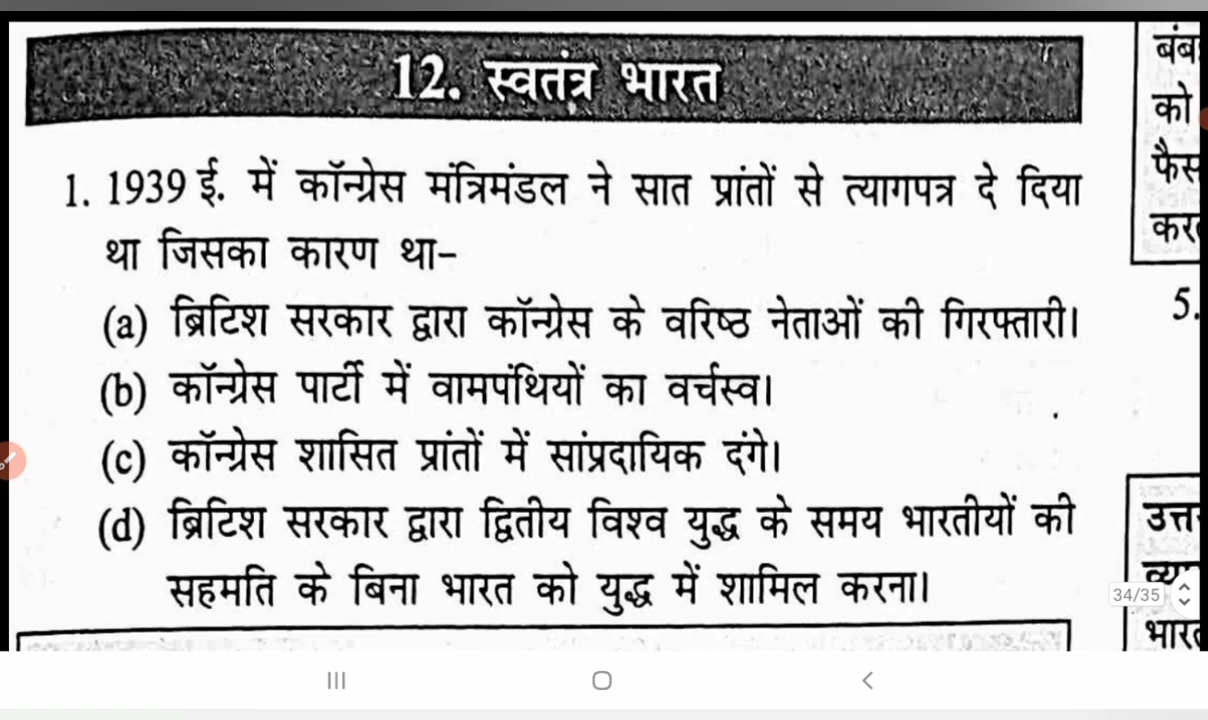 12. स्वतंत्र भारत
1. 1939 ई. में कॉन्ग्रेस मंत्रिमंडल ने सात प्रांतों से त्यागपत्र दे दिया
था जिसका कारण था-
(a) ब्रिटिश सरकार द्वारा कॉन्ग्रेस के वरिष्ठ नेताओं की गिरफ्तारी।
(b) कॉन्ग्रेस पार्टी में वामपंथियों का वर्चस्व।
(c) कॉन्ग्रेस शासित प्रांतों में सांप्रदायिक दंगे।
(d) ब्रिटिश सरकार द्वारा द्वितीय विश्व युद्ध के समय भारतीयों की
सहमति के बिना भारत को युद्ध में शामिल करना।
को
5.
34/35